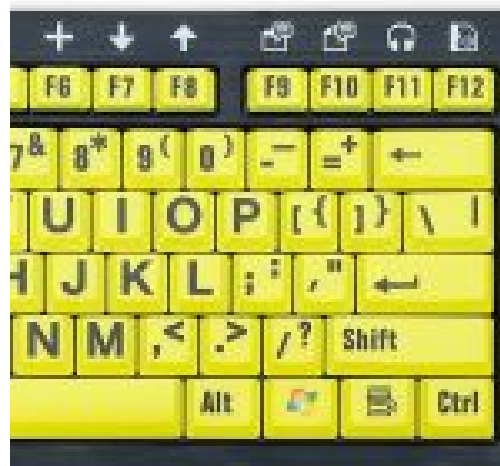 F6 F7 F8 F9 F10 F11 F12
7& 8* 9( 0) -_ =+ ←
U I O P [{ ]} \ |
H J K L ;: '" ↵
N M ,< .> /? Shift
Alt Ctrl